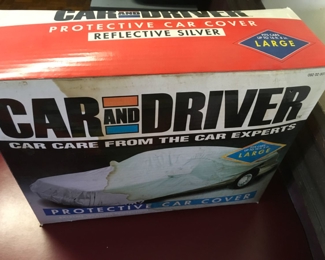 CAR AND DRIVER
PROTECTIVE CAR COVER
REFLECTIVE SILVER
LARGE
CAR AND DRIVER
CAR CARE FROM THE CAR EXPERTS
LARGE
PROTECTIVE CAR COVER